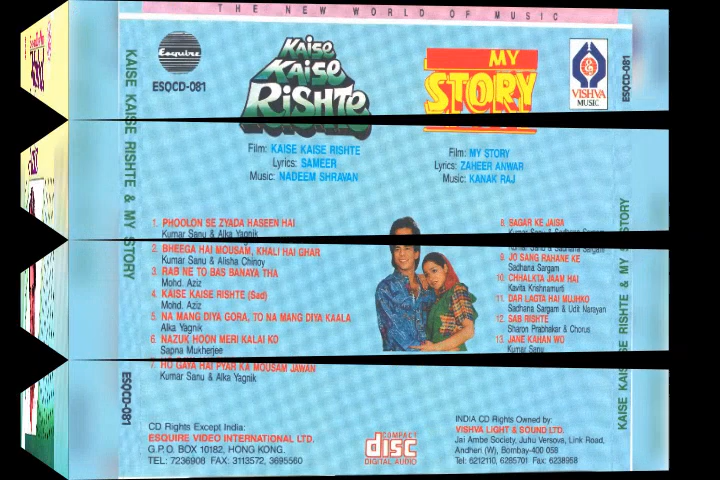 THE NEW WORLD OF MUSIC
Esquire
ESQCD-081
KAISE KAISE RISHTE
MY STORY
VISHVA MUSIC
ESQCD-081
KAISE KAISE RISHTE & MY STORY
Film: KAISE KAISE RISHTE
Lyrics: SAMEER
Music: NADEEM SHRAVAN
Film: MY STORY
Lyrics: ZAHEER ANWAR
Music: KANAK RAJ
1. PHOOLON SE ZYADA HASEEN HAI
Kumar Sanu & Alka Yagnik
2. BHEEGA HAI MOUSAM, KHALI HAI GHAR
Kumar Sanu & Alisha Chinoy
3. RAB NE TO BAS BANAYA THA
Mohd. Aziz
4. KAISE KAISE RISHTE (Sad)
Mohd. Aziz
5. NA MANG DIYA GORA, TO NA MANG DIYA KAALA
Alka Yagnik
6. NAZUK HOON MERI KALAI KO
Sapna Mukherjee
7. HO GAYA HAI PYAR KA MOUSAM JAWAN
Kumar Sanu & Alka Yagnik
8. SAGAR KE JAISA
Kumar Sanu & Sadhana Sargam
9. JO SANG RAHANE KE
Sadhana Sargam
10. CHHALKTA JAAM HAI
Kavita Krishnamurti
11. DAR LAGTA HAI MUJHKO
Sadhana Sargam & Udit Narayan
12. SAB RISHTE
Sharon Prabhakar & Chorus
13. JANE KAHAN WO
Kumar Sanu
KAISE KAISE RISHTE & MY STORY
ESQCD-081
CD Rights Except India:
ESQUIRE VIDEO INTERNATIONAL LTD.
G.P.O. BOX 10182, HONG KONG.
TEL: 7236908 FAX: 3113572, 3695560
COMPACT
disc
DIGITAL AUDIO
INDIA CD Rights Owned by:
VISHVA LIGHT & SOUND LTD.
Jai Ambe Society, Juhu Versova, Link Road,
Andheri (W), Bombay-400 058
Tel: 6212110, 6285701 Fax: 6238958